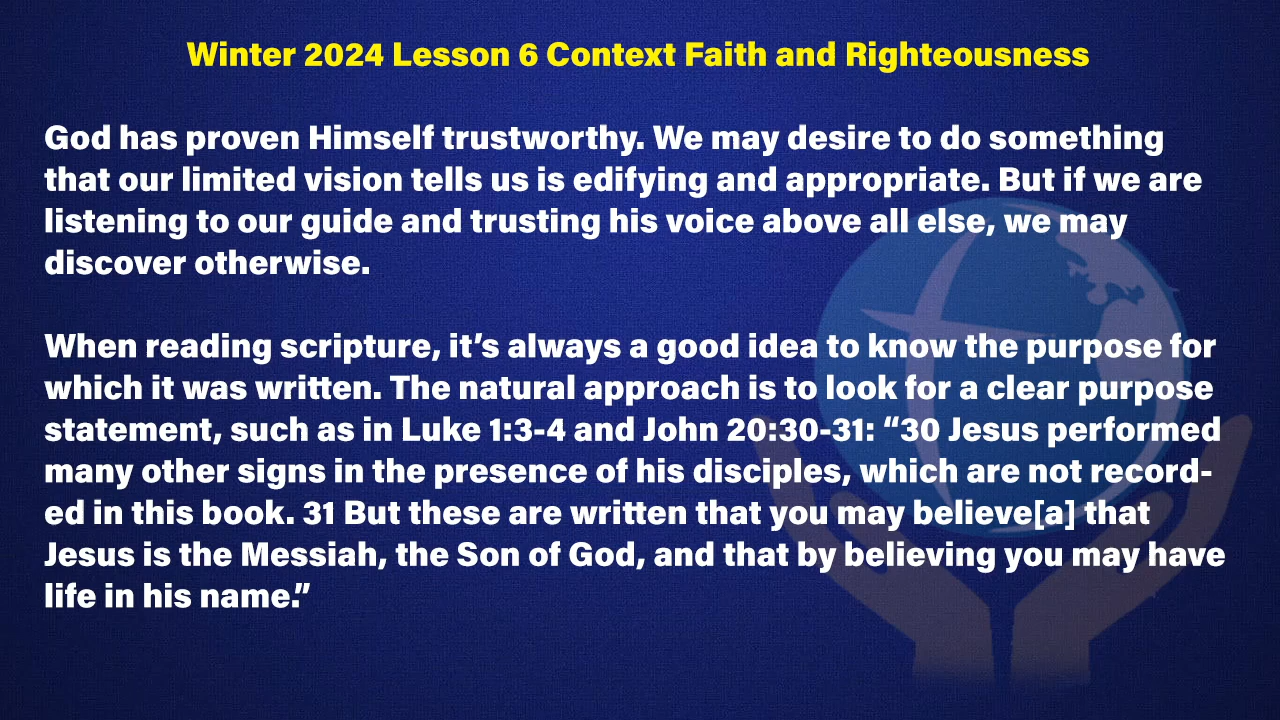 Winter 2024 Lesson 6 Context Faith and Righteousness
God has proven Himself trustworthy. We may desire to do something
that our limited vision tells us is edifying and appropriate. But if we are
listening to our guide and trusting his voice above all else, we may
discover otherwise.
When reading scripture, it’s always a good idea to know the purpose for
which it was written. The natural approach is to look for a clear purpose
statement, such as in Luke 1:3-4 and John 20:30-31: “30 Jesus performed
many other signs in the presence of his disciples, which are not record-
ed in this book. 31 But these are written that you may believe[a] that
Jesus is the Messiah, the Son of God, and that by believing you may have
life in his name.”